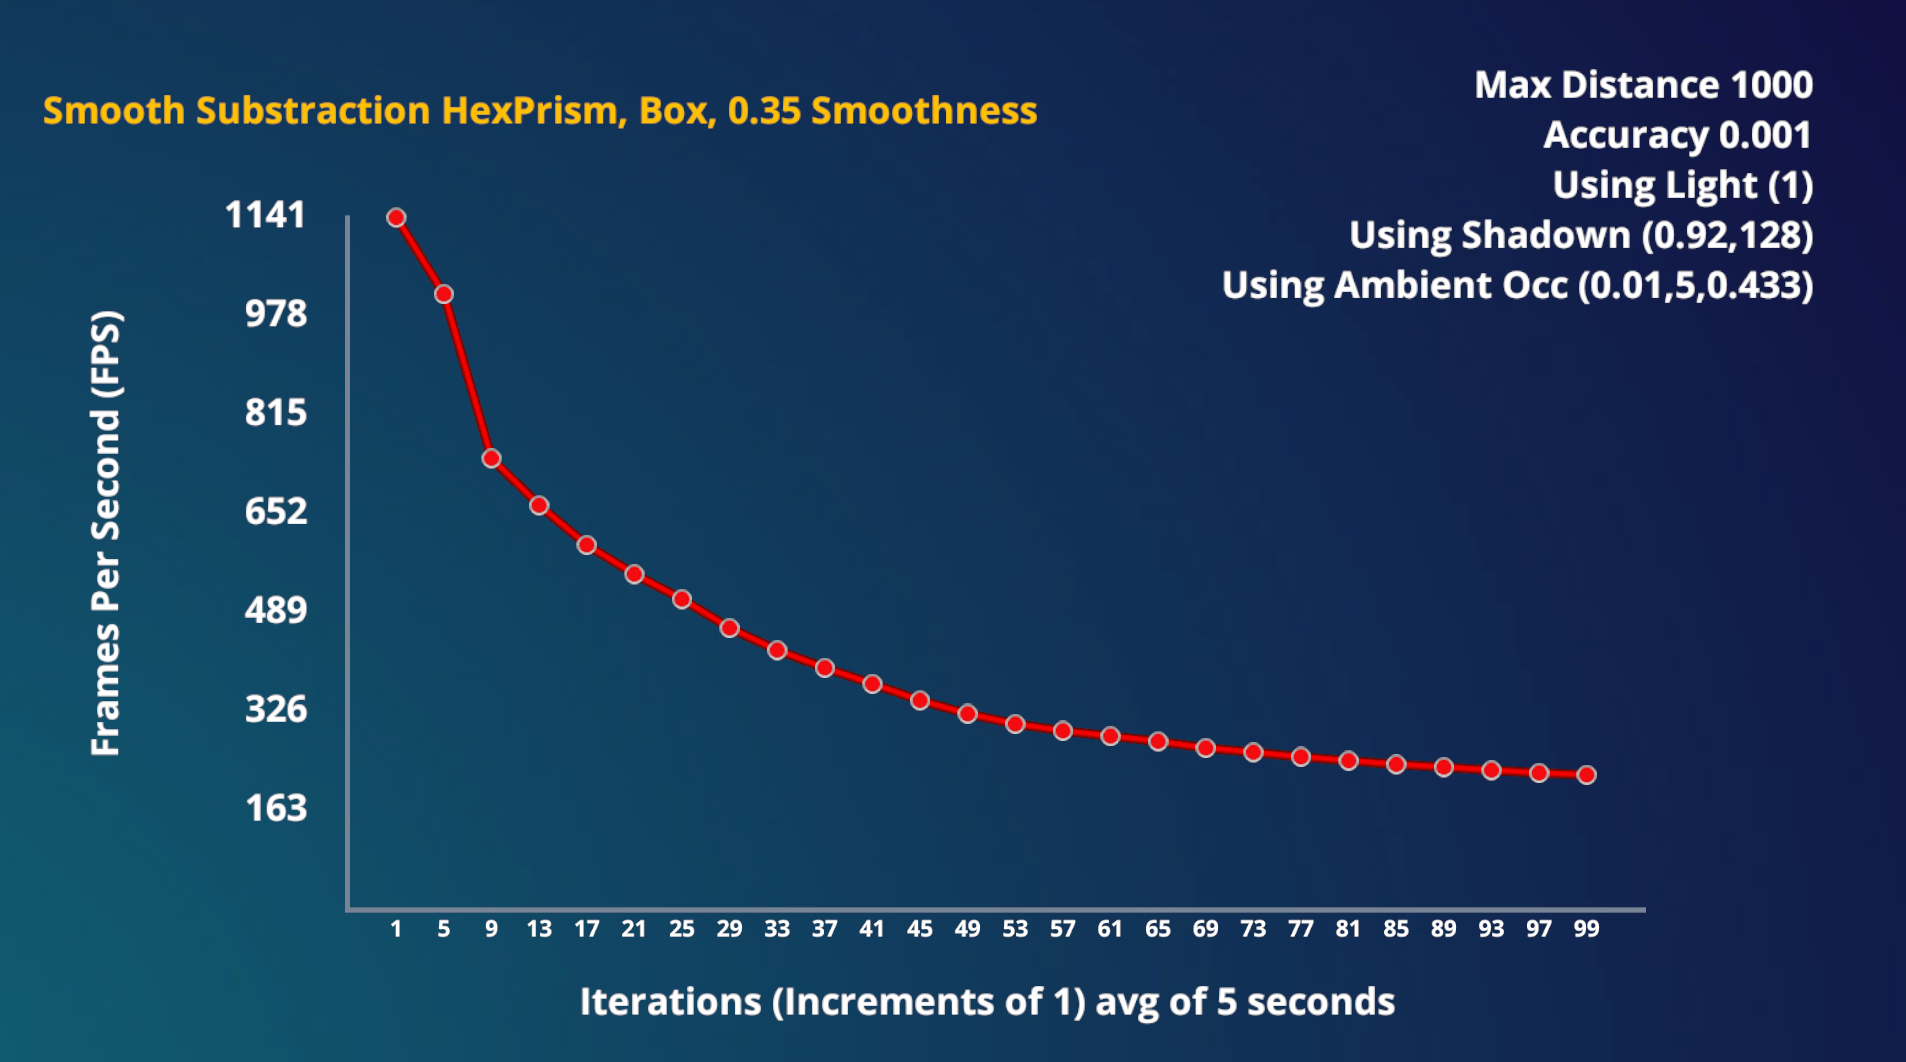 Smooth Substraction HexPrism, Box, 0.35 Smoothness
Max Distance 1000
Accuracy 0.001
Using Light (1)
Using Shadown (0.92,128)
Using Ambient Occ (0.01,5,0.433)
Frames Per Second (FPS)
1141
978
815
652
489
326
163
1 5 9 13 17 21 25 29 33 37 41 45 49 53 57 61 65 69 73 77 81 85 89 93 97 99
Iterations (Increments of 1) avg of 5 seconds